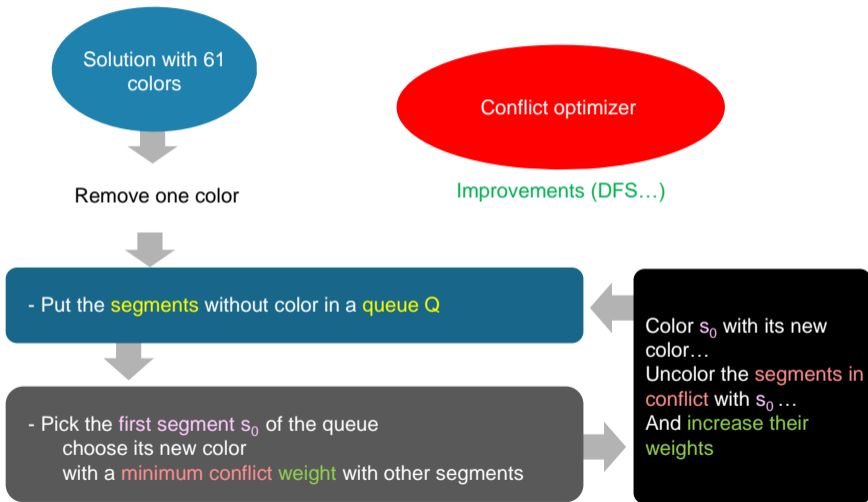 Solution with 61
colors
Conflict optimizer
Improvements (DFS…)
Remove one color
- Put the segments without color in a queue Q
Color s₀ with its new
color…
Uncolor the segments in
conflict with s₀ …
And increase their
weights
- Pick the first segment s₀ of the queue
choose its new color
with a minimum conflict weight with other segments